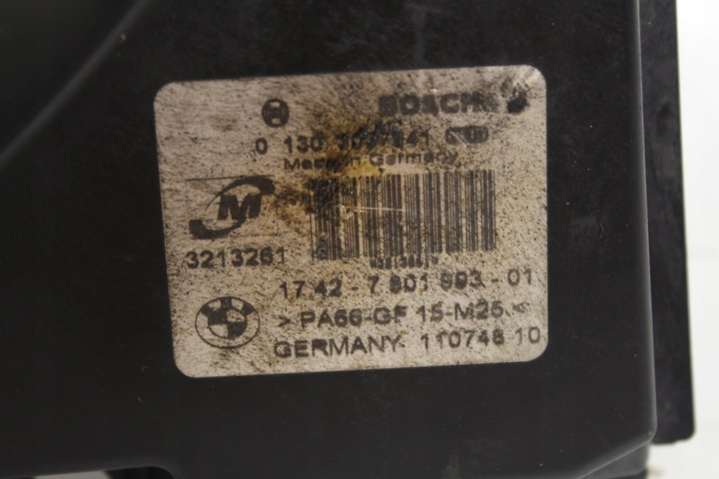 BOSCH
0 130
Made in Germany
M
3213261
17.42 - 7 801 993 - 01
> PA66-GF 15-M25 <
GERMANY 110748 10